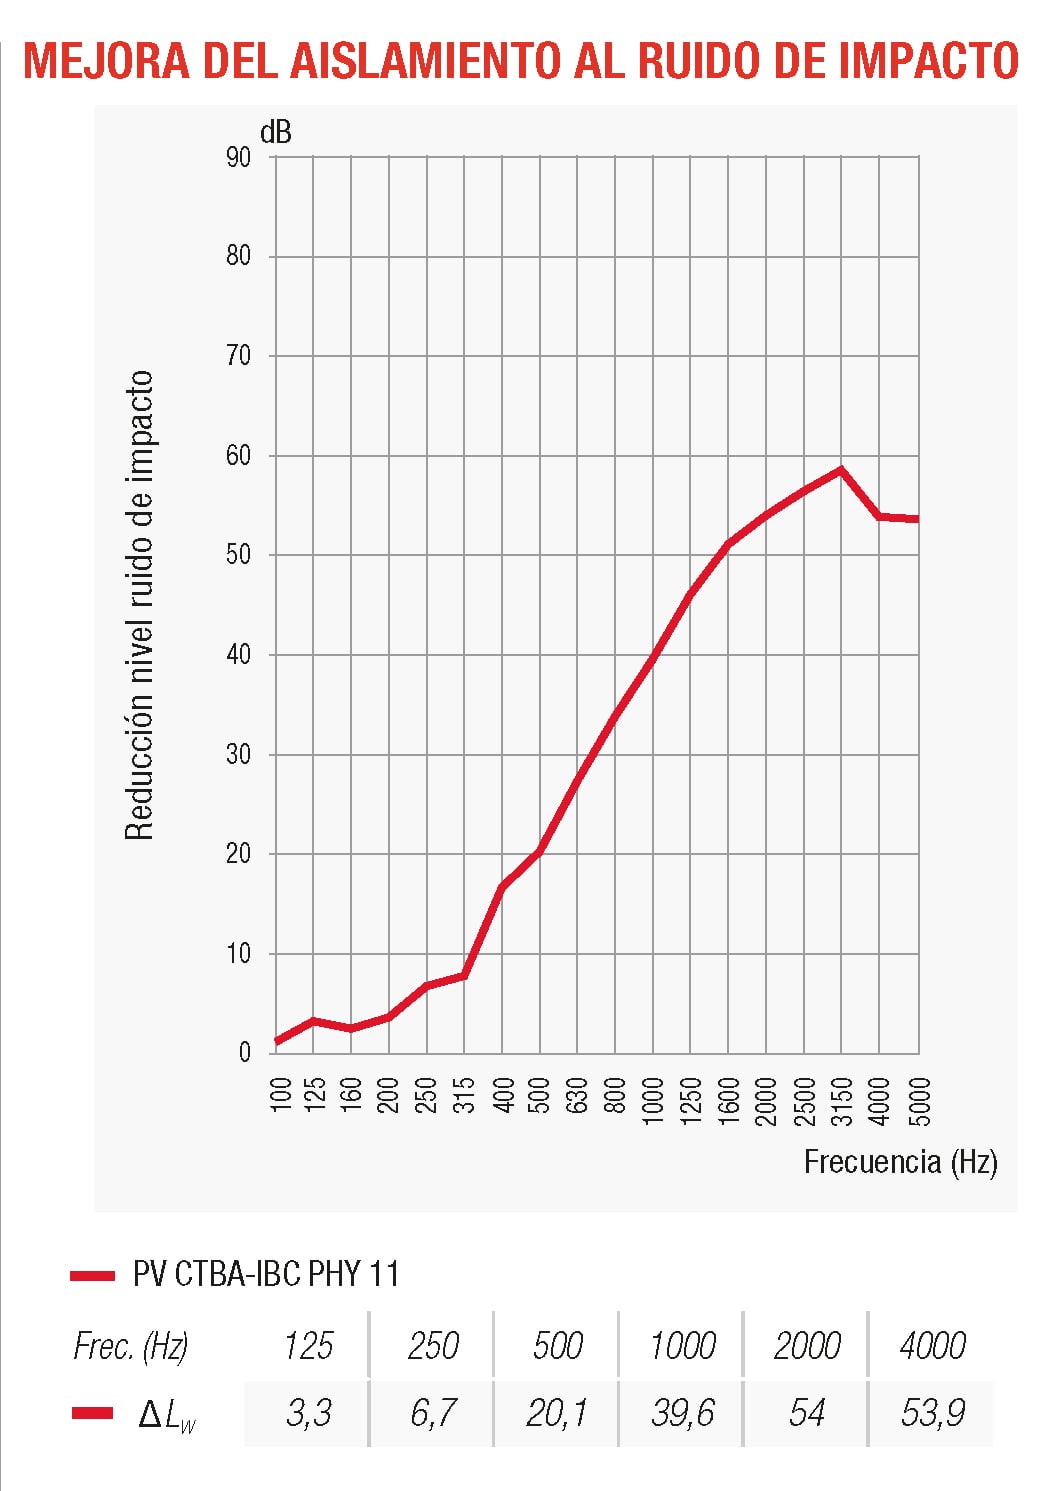 MEJORA DEL AISLAMIENTO AL RUIDO DE IMPACTO
dB
90
80
70
60
50
40
30
20
10
0
Reducción nivel ruido de impacto
100 125 160 200 250 315 400 500 630 800 1000 1250 1600 2000 2500 3150 4000 5000
Frecuencia (Hz)
PV CTBA-IBC PHY 11
Frec. (Hz) 125 250 500 1000 2000 4000
ΔLw 3,3 6,7 20,1 39,6 54 53,9